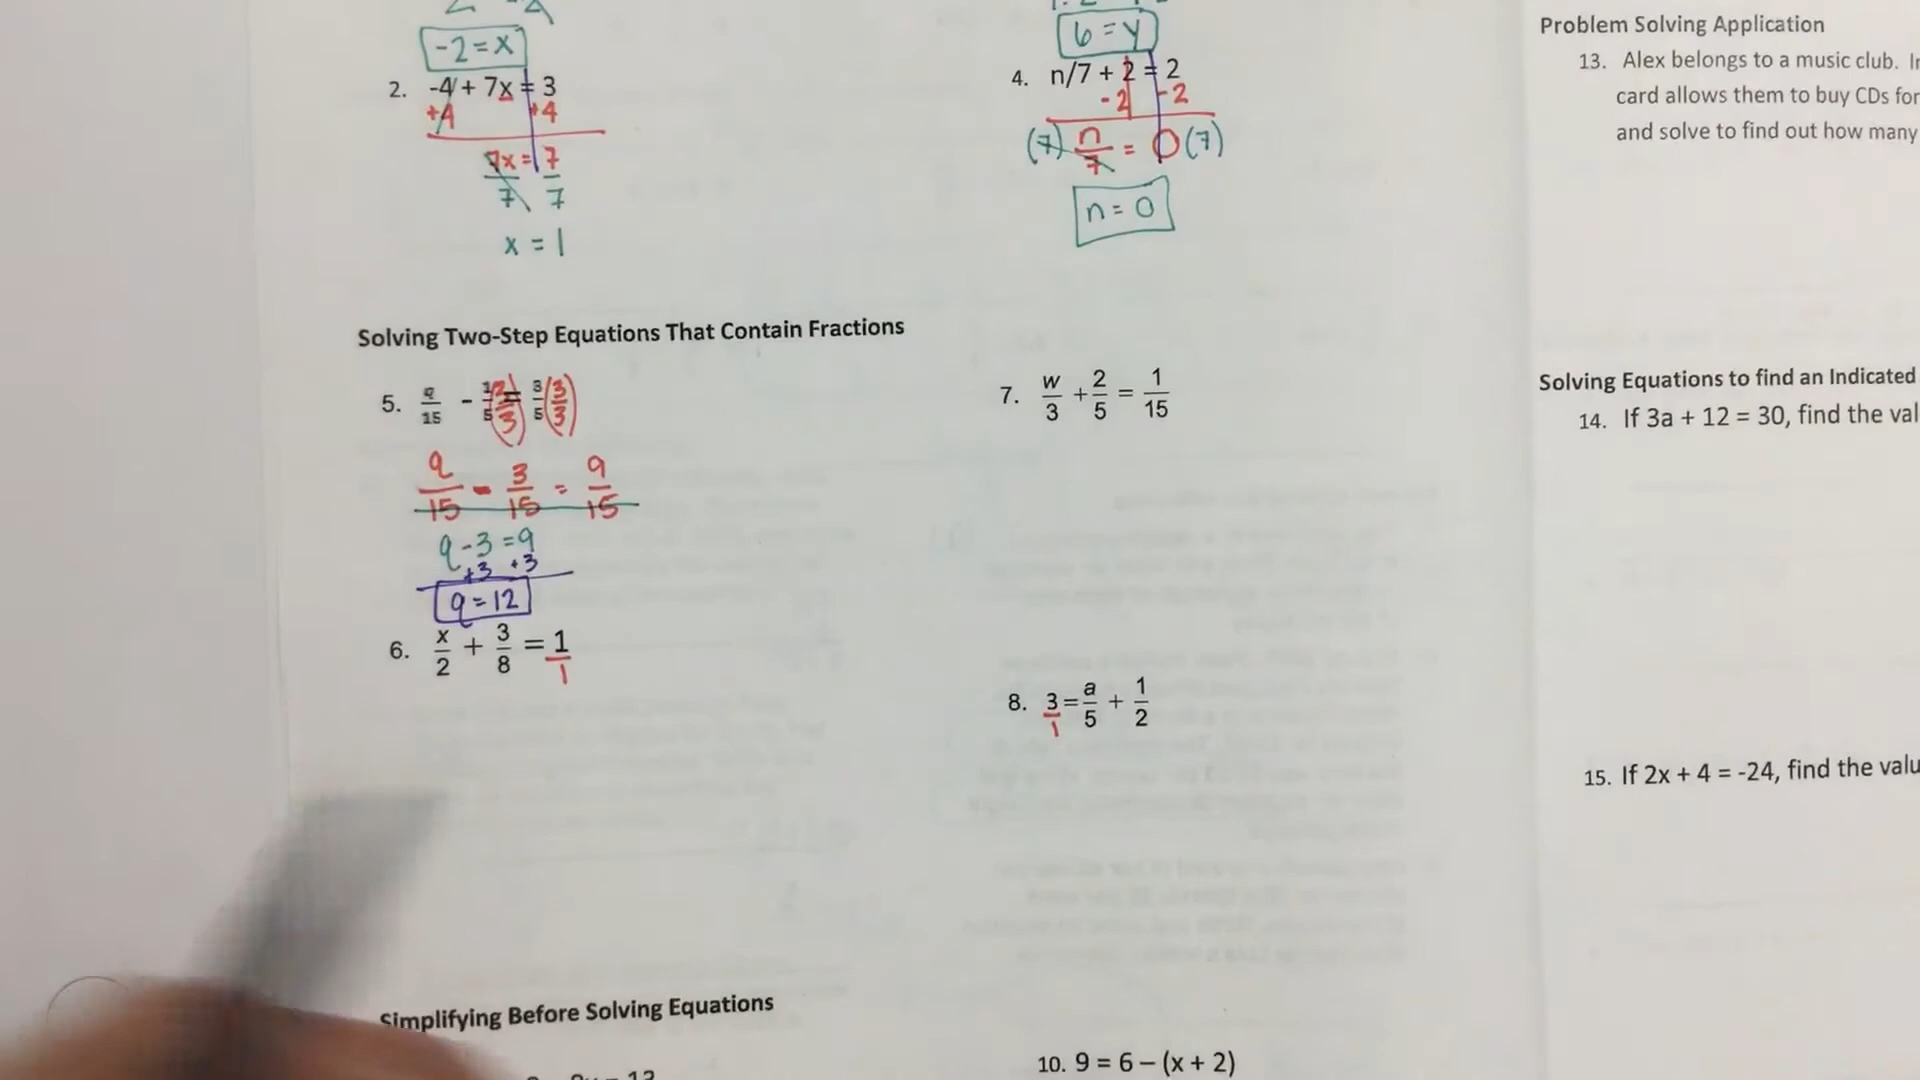 -2 = x
2. -4 + 7x = 3
+4 +4
7x = 7
7 7
x = 1
6 = y
4. n/7 + 2 = 2
-2 -2
(7) n/7 = 0 (7)
n = 0
Solving Two-Step Equations That Contain Fractions
5. q/15 - 1/5 = 3/5 (3/3)
q/15 - 3/15 = 9/15
q - 3 = 9
+3 +3
q = 12
6. x/2 + 3/8 = 1/1
7. w/3 + 2/5 = 1/15
8. 3/1 = a/5 + 1/2
Simplifying Before Solving Equations
10. 9 = 6 – (x + 2)
Problem Solving Application
13. Alex belongs to a music club.
card allows them to buy CDs for
and solve to find out how many
Solving Equations to find an Indicated
14. If 3a + 12 = 30, find the val
15. If 2x + 4 = -24, find the valu